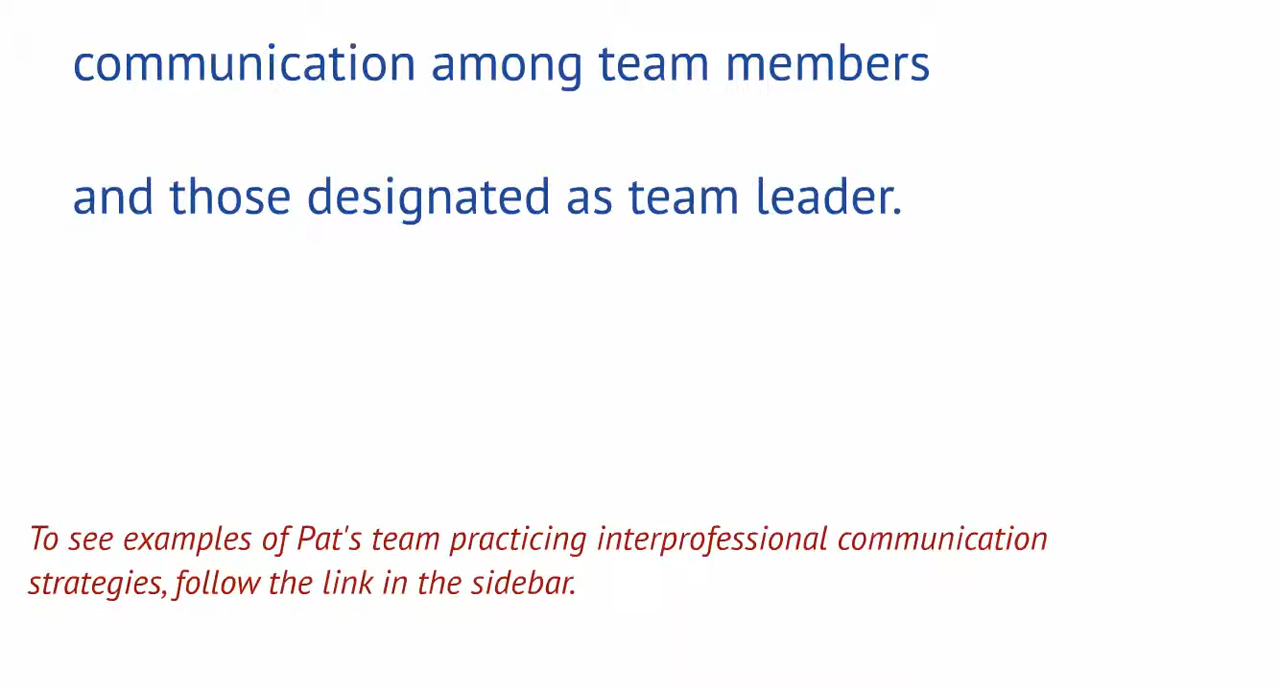 communication among team members
and those designated as team leader.
To see examples of Pat's team practicing interprofessional communication
strategies, follow the link in the sidebar.